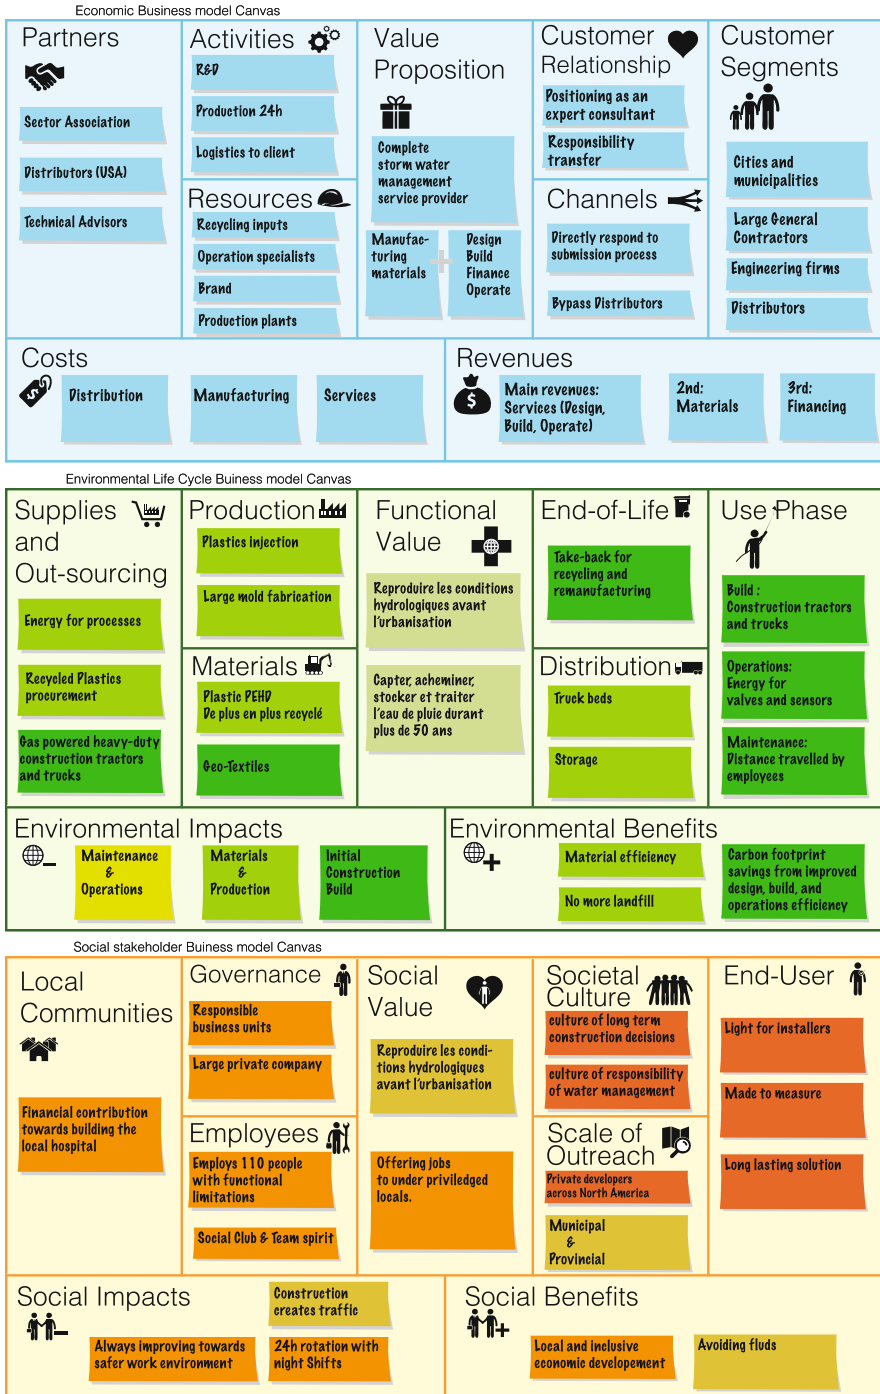 Economic Business model Canvas
Partners
Sector Association
Distributors (USA)
Technical Advisors
Activities
R&D
Production 24h
Logistics to client
Resources
Recycling inputs
Operation specialists
Brand
Production plants
Value
Proposition
Complete
storm water
management
service provider
Manufac-
turing
materials
+
Design
Build
Finance
Operate
Customer
Relationship
Positioning as an
expert consultant
Responsibility
transfer
Channels
Directly respond to
submission process
Bypass Distributors
Customer
Segments
Cities and
municipalities
Large General
Contractors
Engineering firms
Distributors
Costs
Distribution
Manufacturing
Services
Revenues
Main revenues:
Services (Design,
Build, Operate)
2nd:
Materials
3rd:
Financing
Environmental Life Cycle Business model Canvas
Supplies
and
Out-sourcing
Energy for processes
Recycled Plastics
procurement
Gas powered heavy-duty
construction tractors
and trucks
Production
Plastics injection
Large mold fabrication
Materials
Plastic PEHD
De plus en plus recyclé
Geo-Textiles
Functional
Value
Reproduire les conditions
hydrologiques avant
l'urbanisation
Capter, acheminer,
stocker et traiter
l'eau de pluie durant
plus de 50 ans
End-of-Life
Take-back for
recycling and
remanufacturing
Distribution
Truck beds
Storage
Use Phase
Build :
Construction tractors
and trucks
Operations:
Energy for
valves and sensors
Maintenance:
Distance travelled by
employees
Environmental Impacts
Maintenance
&
Operations
Materials
&
Production
Initial
Construction
Build
Environmental Benefits
Material efficiency
No more landfill
Carbon footprint
savings from improved
design, build, and
operations efficiency
Social stakeholder Buiness model Canvas
Local
Communities
Financial contribution
towards building the
local hospital
Governance
Responsible
business units
Large private company
Employees
Employs 110 people
with functional
limitations
Social Club & Team spirit
Social
Value
Reproduire les condi-
tions hydrologiques
avant l'urbanisation
Offering jobs
to under priviledged
locals.
Societal
Culture
culture of long term
construction decisions
culture of responsibility
of water management
Scale of
Outreach
Private developers
across North America
Municipal
&
Provincial
End-User
Light for installers
Made to measure
Long lasting solution
Social Impacts
Construction
creates traffic
Always improving towards
safer work environment
24h rotation with
night Shifts
Social Benefits
Local and inclusive
economic developement
Avoiding fluds